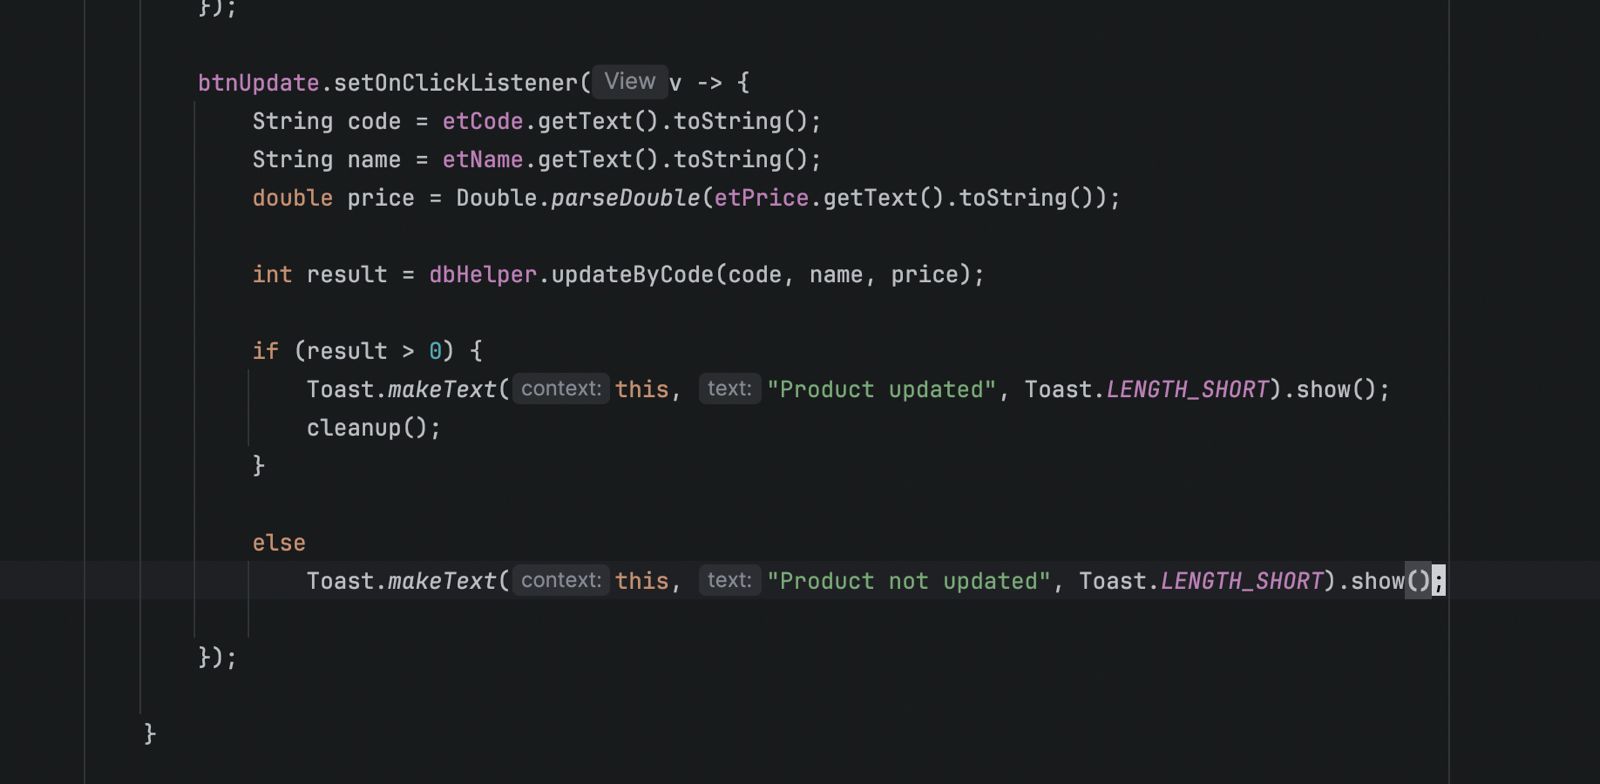 });
btnUpdate.setOnClickListener( View v -> {
String code = etCode.getText().toString();
String name = etName.getText().toString();
double price = Double.parseDouble(etPrice.getText().toString());
int result = dbHelper.updateByCode(code, name, price);
if (result > 0) {
Toast.makeText( context: this, text: "Product updated", Toast.LENGTH_SHORT).show();
cleanup();
}
else
Toast.makeText( context: this, text: "Product not updated", Toast.LENGTH_SHORT).show();
});
}